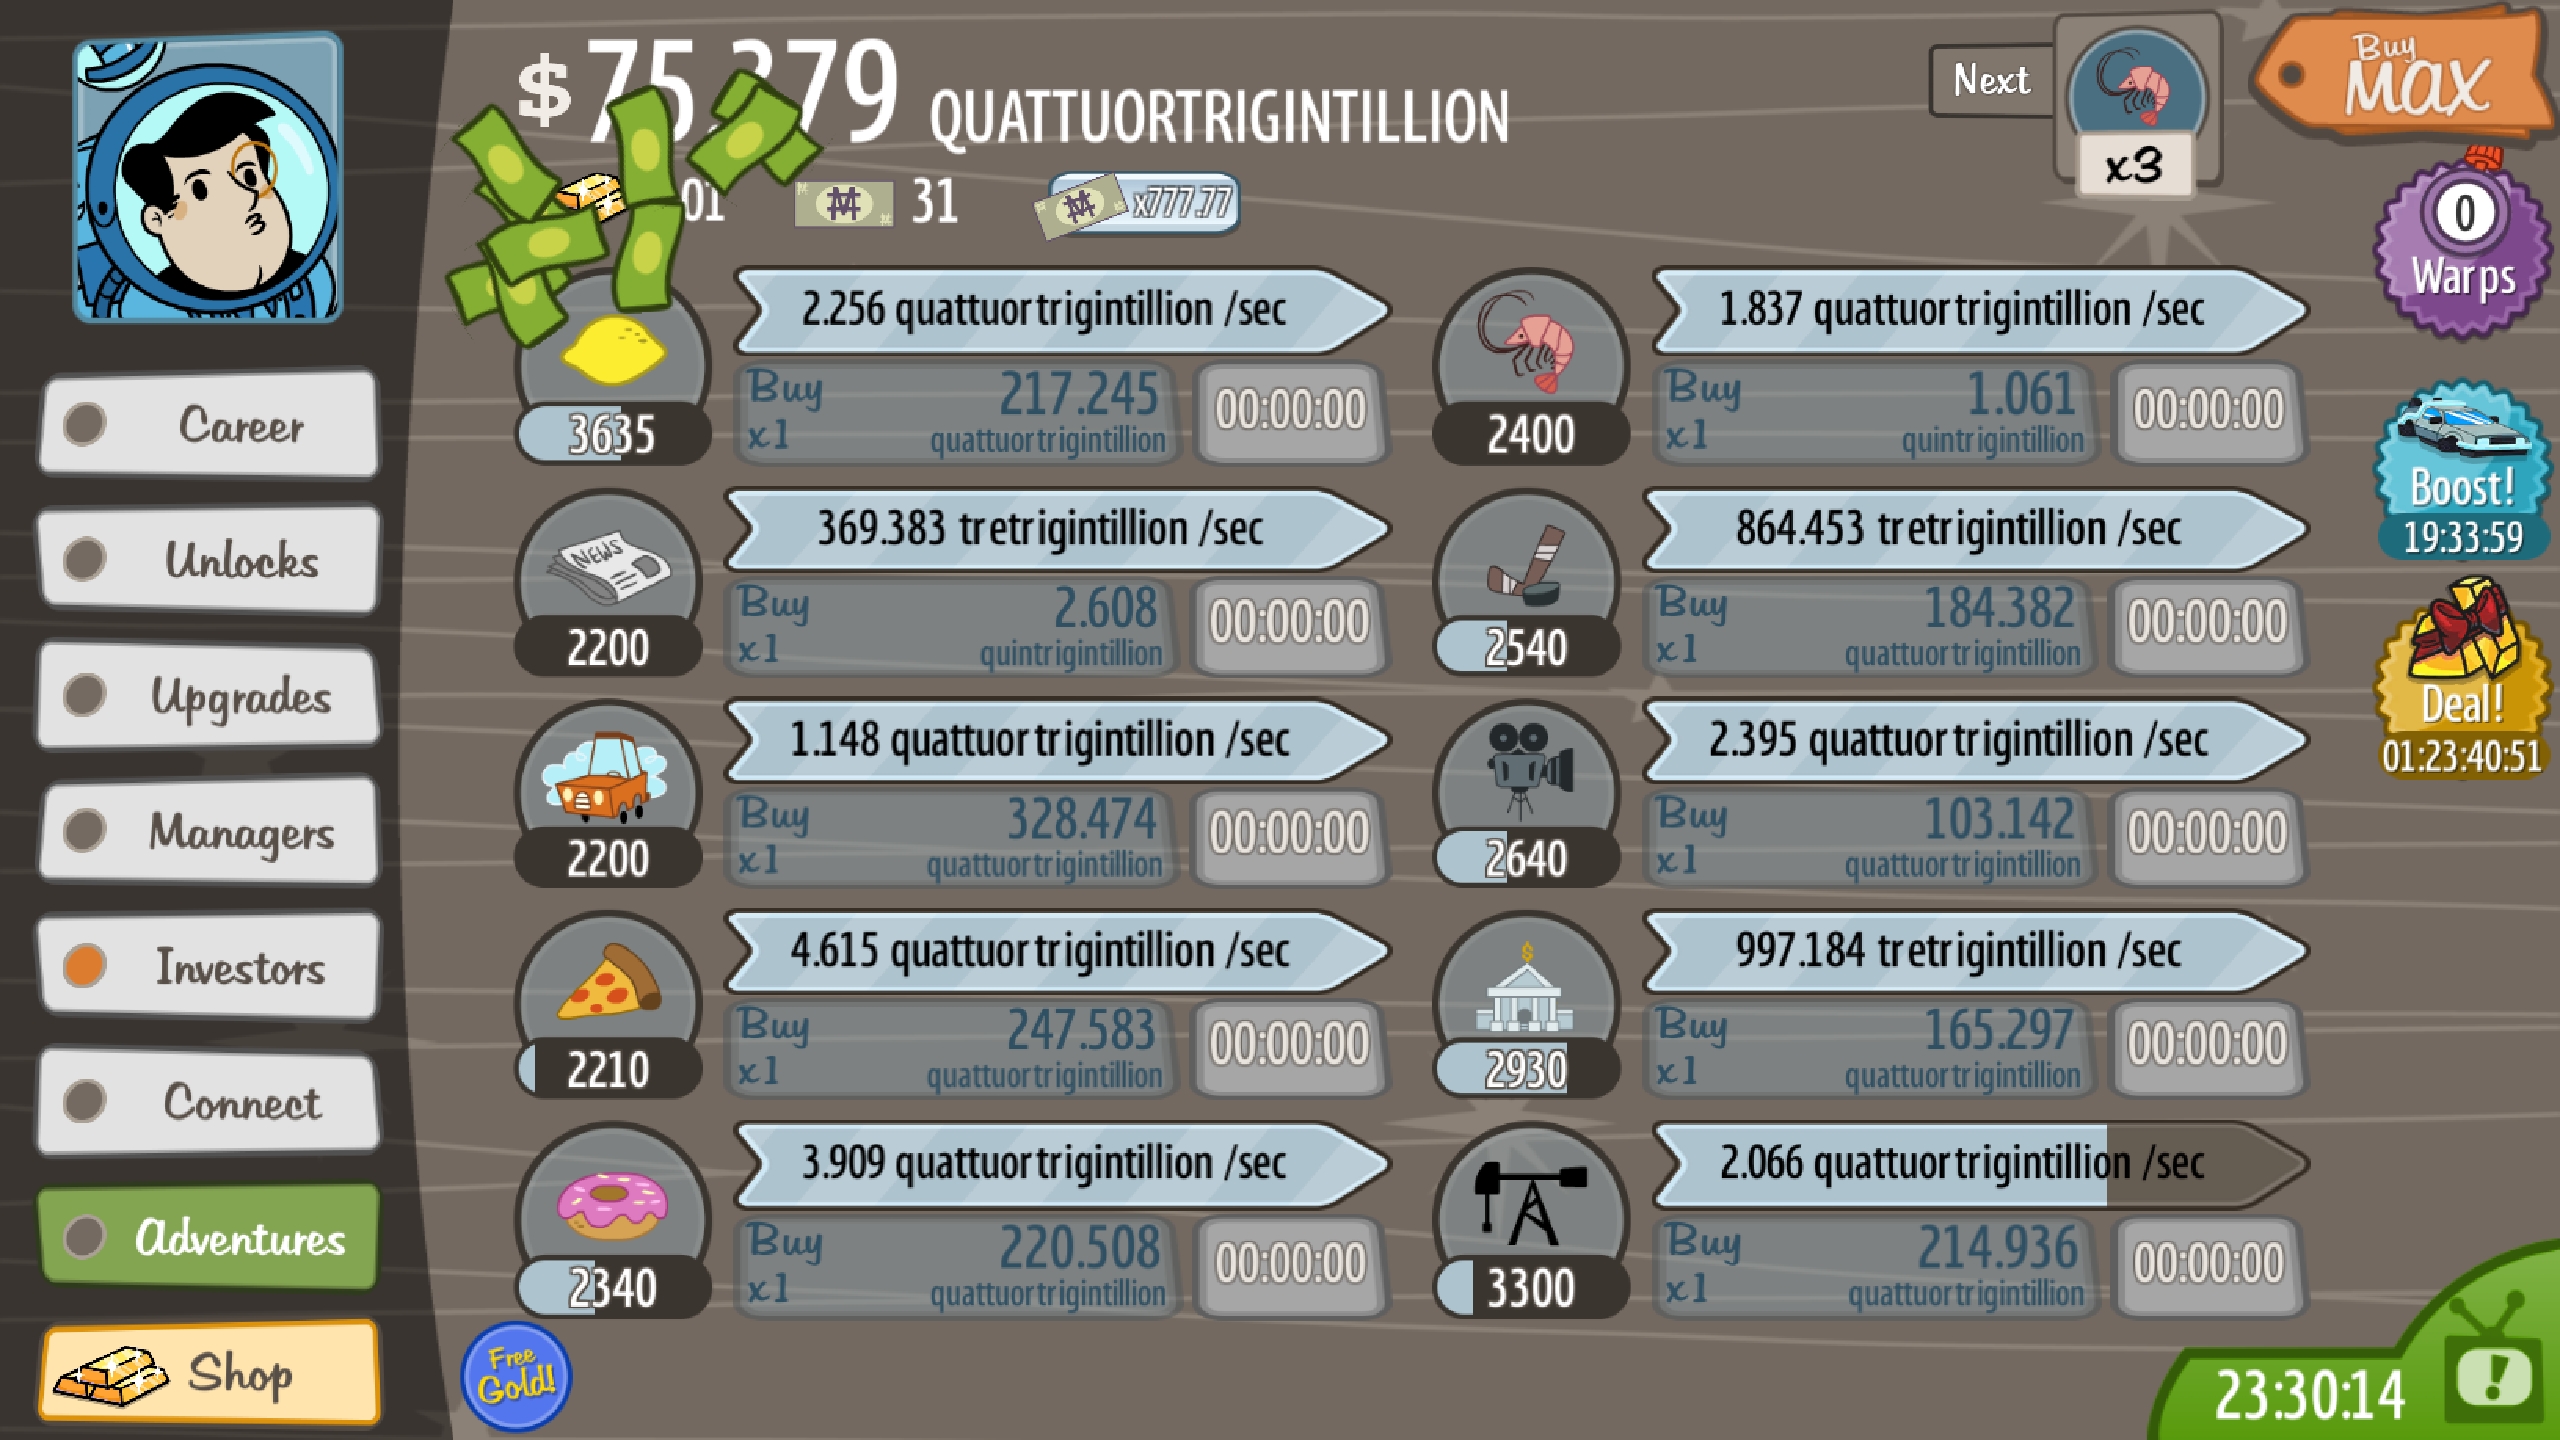 $75.279 QUATTUORTRIGINTILLION
Next
x3
Buy
MAX
01
31
x777.77
0
Warps
Boost!
19:33:59
Deal!
01:23:40:51
Career
Unlocks
Upgrades
Managers
Investors
Connect
Adventures
Shop
2.256 quattuortrigintillion /sec
Buy 217.245
x1 quattuortrigintillion
00:00:00
3635
1.837 quattuortrigintillion /sec
Buy 1.061
x1 quintrigintillion
00:00:00
2400
NEWS
369.383 tretrigintillion /sec
Buy 2.608
x1 quintrigintillion
00:00:00
2200
864.453 tretrigintillion /sec
Buy 184.382
x1 quattuortrigintillion
00:00:00
2540
1.148 quattuortrigintillion /sec
Buy 328.474
x1 quattuortrigintillion
00:00:00
2200
2.395 quattuortrigintillion /sec
Buy 103.142
x1 quattuortrigintillion
00:00:00
2640
4.615 quattuortrigintillion /sec
Buy 247.583
x1 quattuortrigintillion
00:00:00
2210
$
997.184 tretrigintillion /sec
Buy 165.297
x1 quattuortrigintillion
00:00:00
2930
3.909 quattuortrigintillion /sec
Buy 220.508
x1 quattuortrigintillion
00:00:00
2340
2.066 quattuortrigintillion /sec
Buy 214.936
x1 quattuortrigintillion
00:00:00
3300
Free
Gold!
23:30:14
!